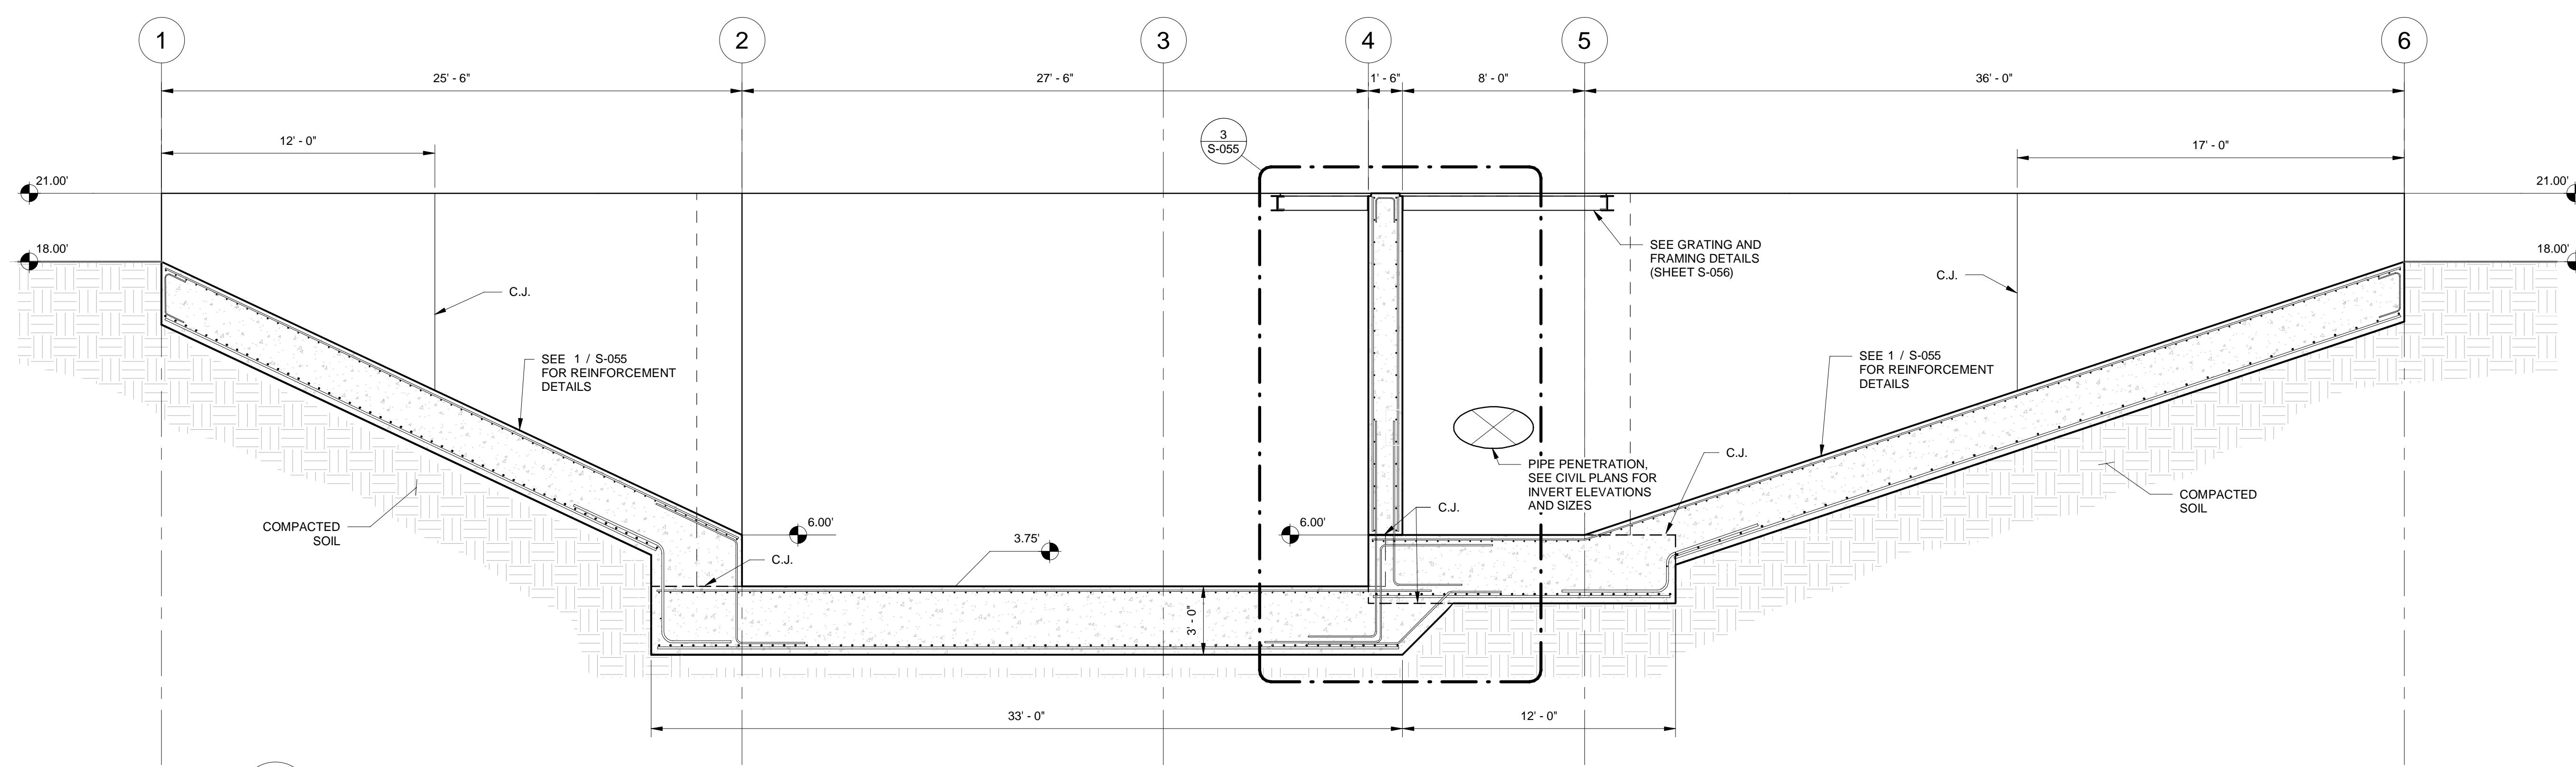 1 2 3 4 5 6
25' - 6" 27' - 6" 1' - 6" 8' - 0" 36' - 0"
12' - 0"
3
S-055
17' - 0"
21.00'
21.00'
18.00'
18.00'
SEE GRATING AND
FRAMING DETAILS
(SHEET S-056)
C.J.
C.J.
SEE 1 / S-055
FOR REINFORCEMENT
DETAILS
SEE 1 / S-055
FOR REINFORCEMENT
DETAILS
C.J.
PIPE PENETRATION,
SEE CIVIL PLANS FOR
INVERT ELEVATIONS
AND SIZES
COMPACTED
SOIL
C.J.
COMPACTED
SOIL
6.00'
6.00'
3.75'
C.J.
3' - 0"
33' - 0" 12' - 0"